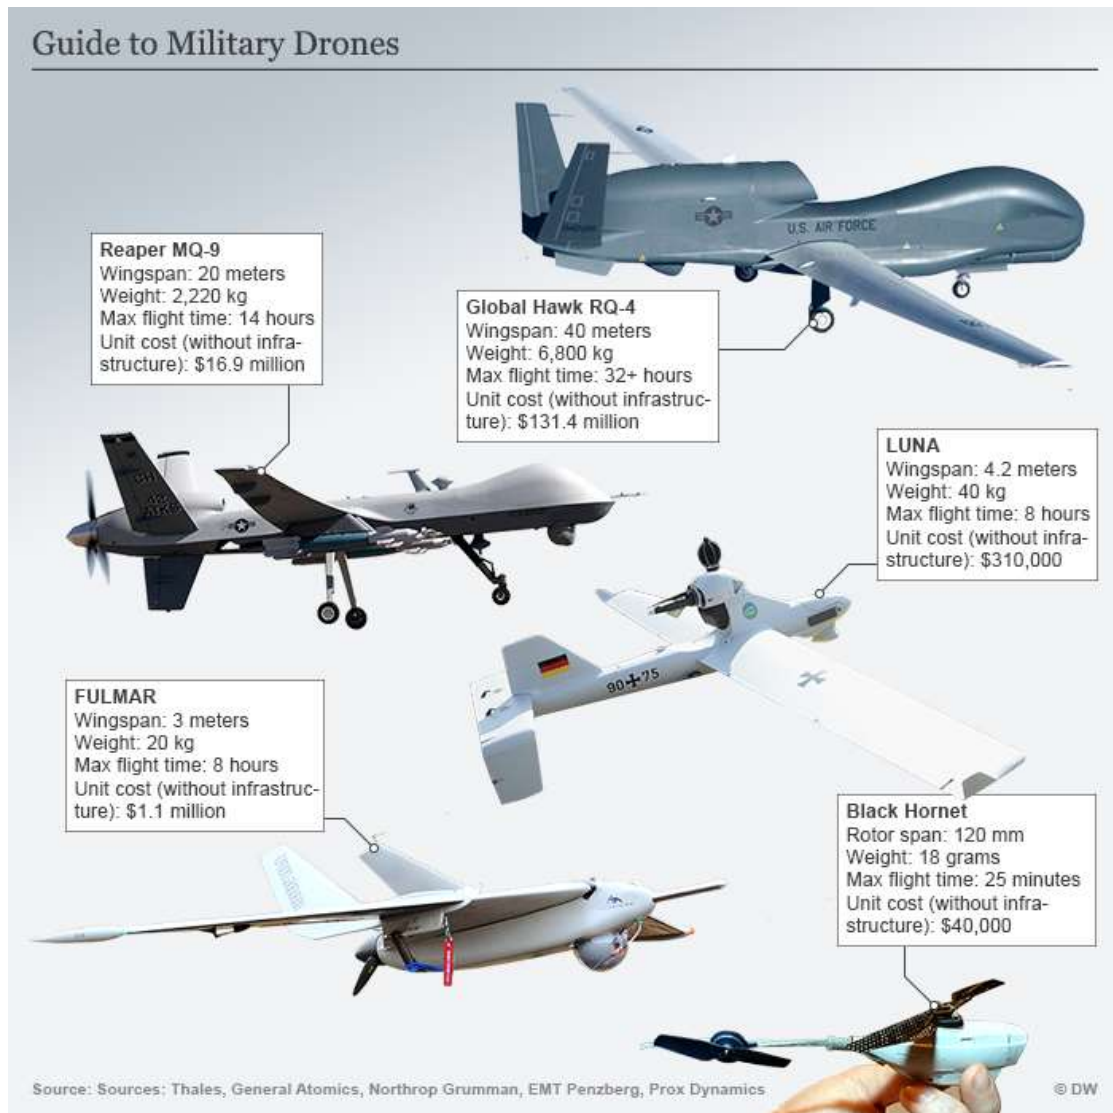 Guide to Military Drones
U.S. AIR FORCE
Reaper MQ-9
Wingspan: 20 meters
Weight: 2,220 kg
Max flight time: 14 hours
Unit cost (without infra-
structure): $16.9 million
Global Hawk RQ-4
Wingspan: 40 meters
Weight: 6,800 kg
Max flight time: 32+ hours
Unit cost (without infrastruc-
ture): $131.4 million
LUNA
Wingspan: 4.2 meters
Weight: 40 kg
Max flight time: 8 hours
Unit cost (without infra-
structure): $310,000
90 75
FULMAR
Wingspan: 3 meters
Weight: 20 kg
Max flight time: 8 hours
Unit cost (without infrastruc-
ture): $1.1 million
Black Hornet
Rotor span: 120 mm
Weight: 18 grams
Max flight time: 25 minutes
Unit cost (without infra-
structure): $40,000
Source: Sources: Thales, General Atomics, Northrop Grumman, EMT Penzberg, Prox Dynamics
© DW